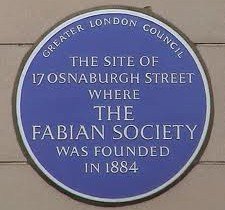 GREATER LONDON COUNCIL
THE SITE OF
17 OSNABURGH STREET
WHERE
THE
FABIAN SOCIETY
WAS FOUNDED
IN 1884